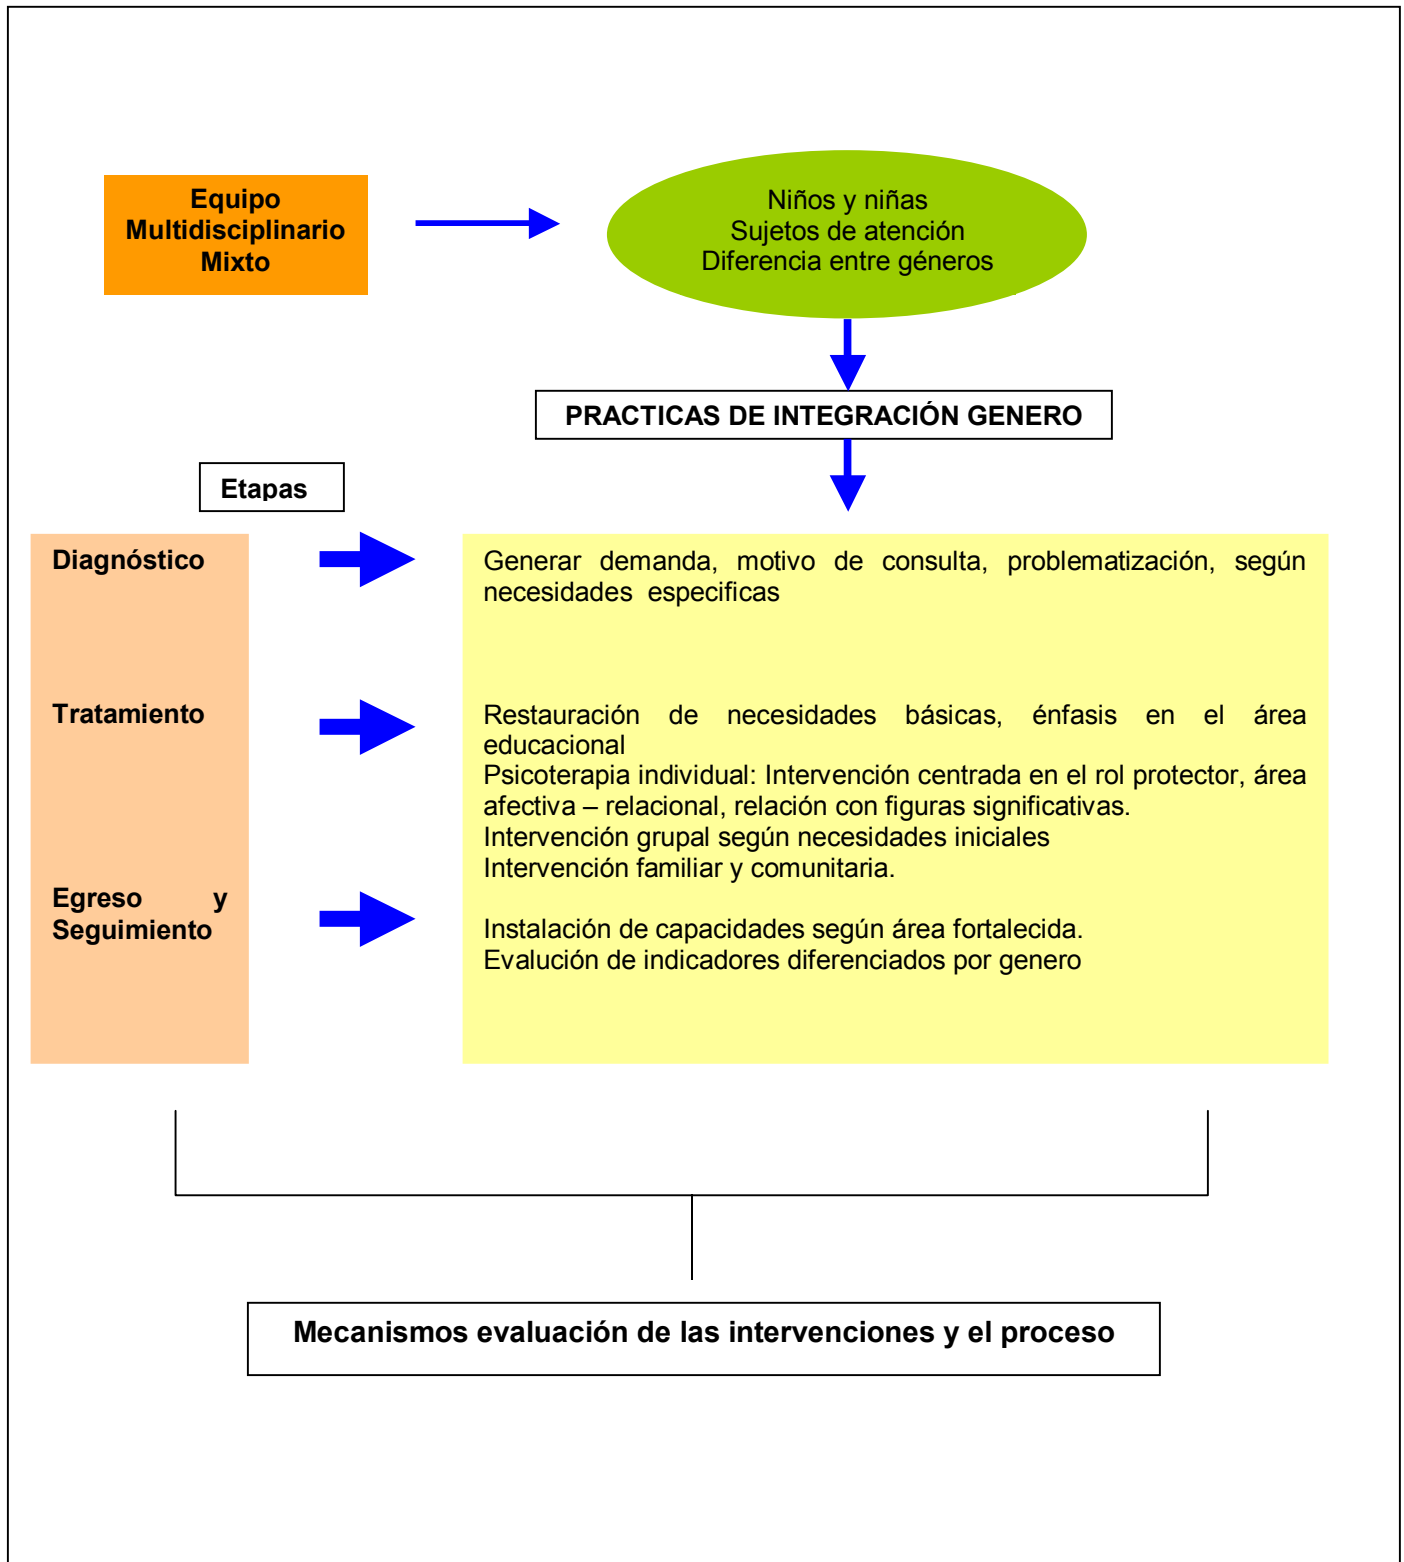 Equipo
Multidisciplinario
Mixto
Niños y niñas
Sujetos de atención
Diferencia entre géneros
PRACTICAS DE INTEGRACIÓN GENERO
Etapas
Diagnóstico
Generar demanda, motivo de consulta, problematización, según
necesidades especificas
Tratamiento
Restauración de necesidades básicas, énfasis en el área
educacional
Psicoterapia individual: Intervención centrada en el rol protector, área
afectiva – relacional, relación con figuras significativas.
Intervención grupal según necesidades iniciales
Intervención familiar y comunitaria.
Egreso y
Seguimiento
Instalación de capacidades según área fortalecida.
Evalución de indicadores diferenciados por genero
Mecanismos evaluación de las intervenciones y el proceso